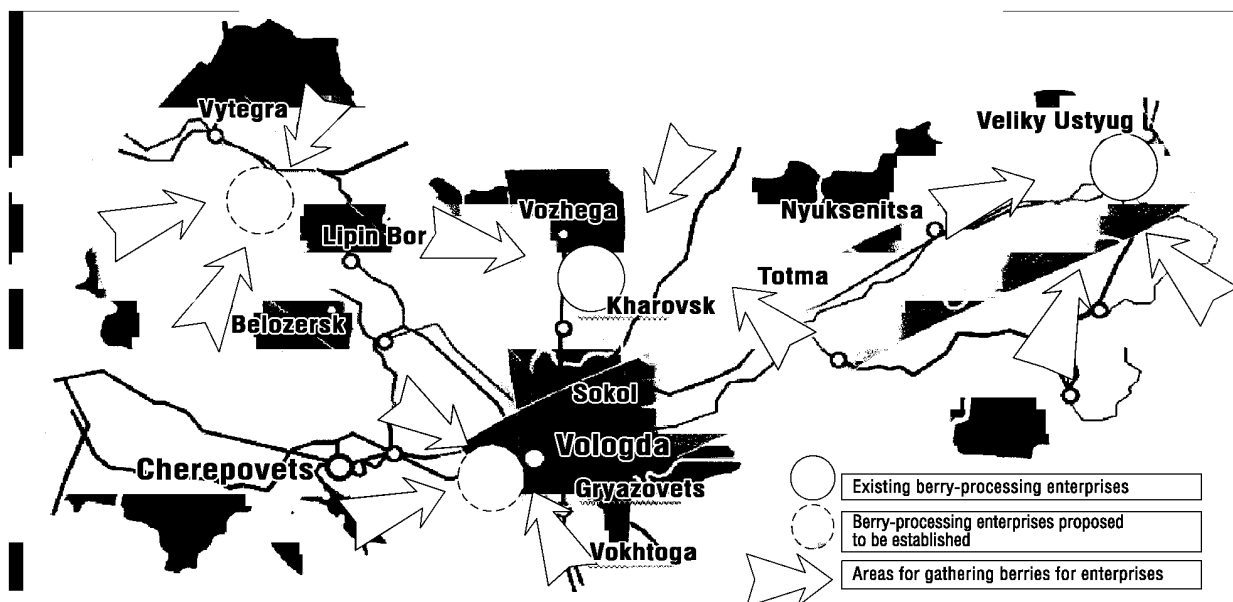 Vytegra
Veliky Ustyug
Vozhega
Nyuksenitsa
Lipin Bor
Totma
Kharovsk
Belozersk
Sokol
Vologda
Cherepovets
Gryazovets
Vokhtoga
Existing berry-processing enterprises
Berry-processing enterprises proposed
to be established
Areas for gathering berries for enterprises